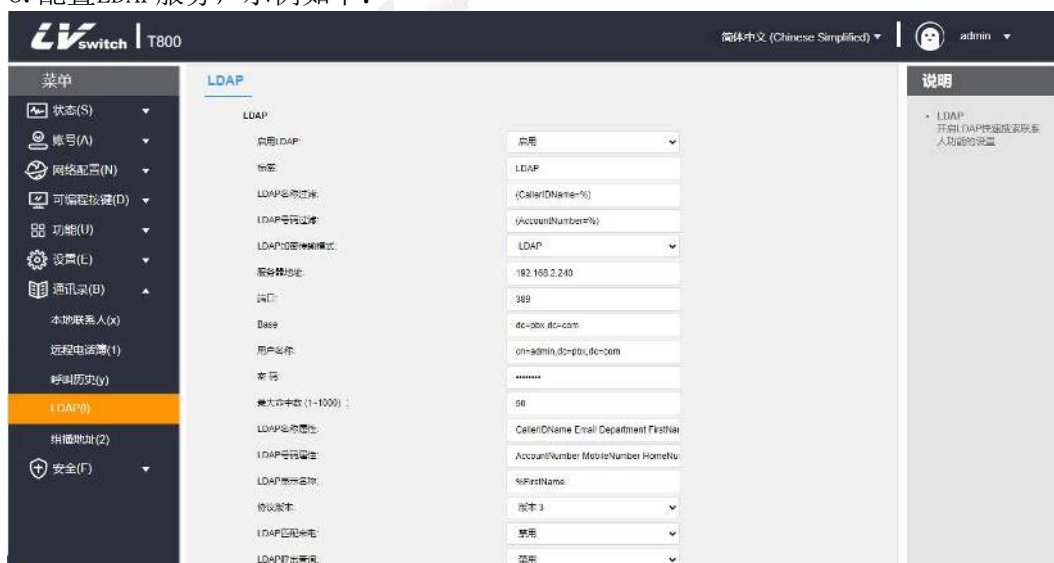 3.配置LDAP服务，示例如下：
LVswitch T800
简体中文 (Chinese Simplified)
admin
菜单
LDAP
说明
状态(S)
账号(A)
网络配置(N)
可编程按键(D)
功能(U)
设置(E)
通讯录(B)
本地联系人(x)
远程电话簿(1)
呼叫历史(y)
LDAP(l)
组播地址(2)
安全(F)
LDAP
启用LDAP: 启用
标签: LDAP
LDAP名称过滤: (CallerIDName=%)
LDAP号码过滤: (AccountNumber=%)
LDAP加密传输模式: LDAP
服务器地址: 192.168.2.240
端口: 389
Base dc=pbx,dc=com
用户名称: cn=admin,dc=pbx,dc=com
密码 ••••••••
最大命中数 (1~1000) : 50
LDAP名称属性: CallerIDName Email Department FirstNar
LDAP号码属性: AccountNumber MobileNumber HomeNu
LDAP显示名称: %FirstName
协议版本: 版本 3
LDAP匹配来电: 禁用
LDAP呼出查询: 禁用
LDAP
开启LDAP快速搜索联系
人功能的设置